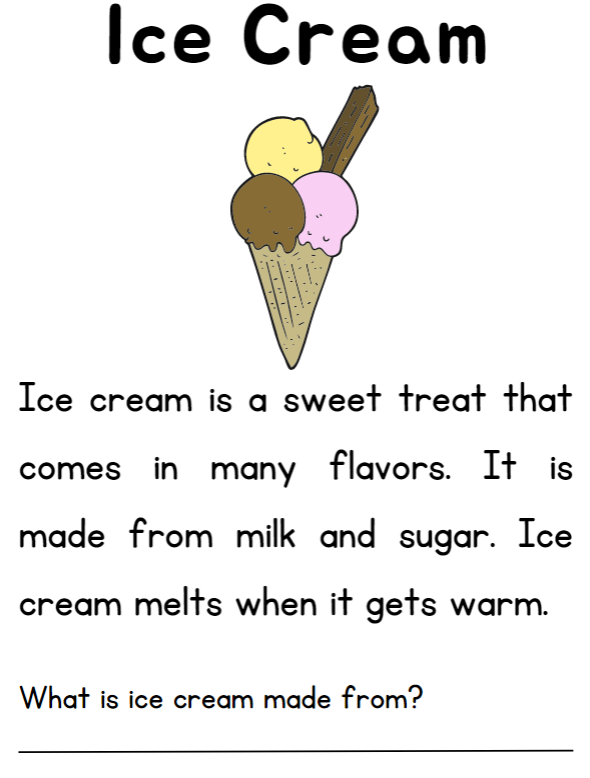 Ice Cream
Ice cream is a sweet treat that
comes in many flavors. It is
made from milk and sugar. Ice
cream melts when it gets warm.
What is ice cream made from?